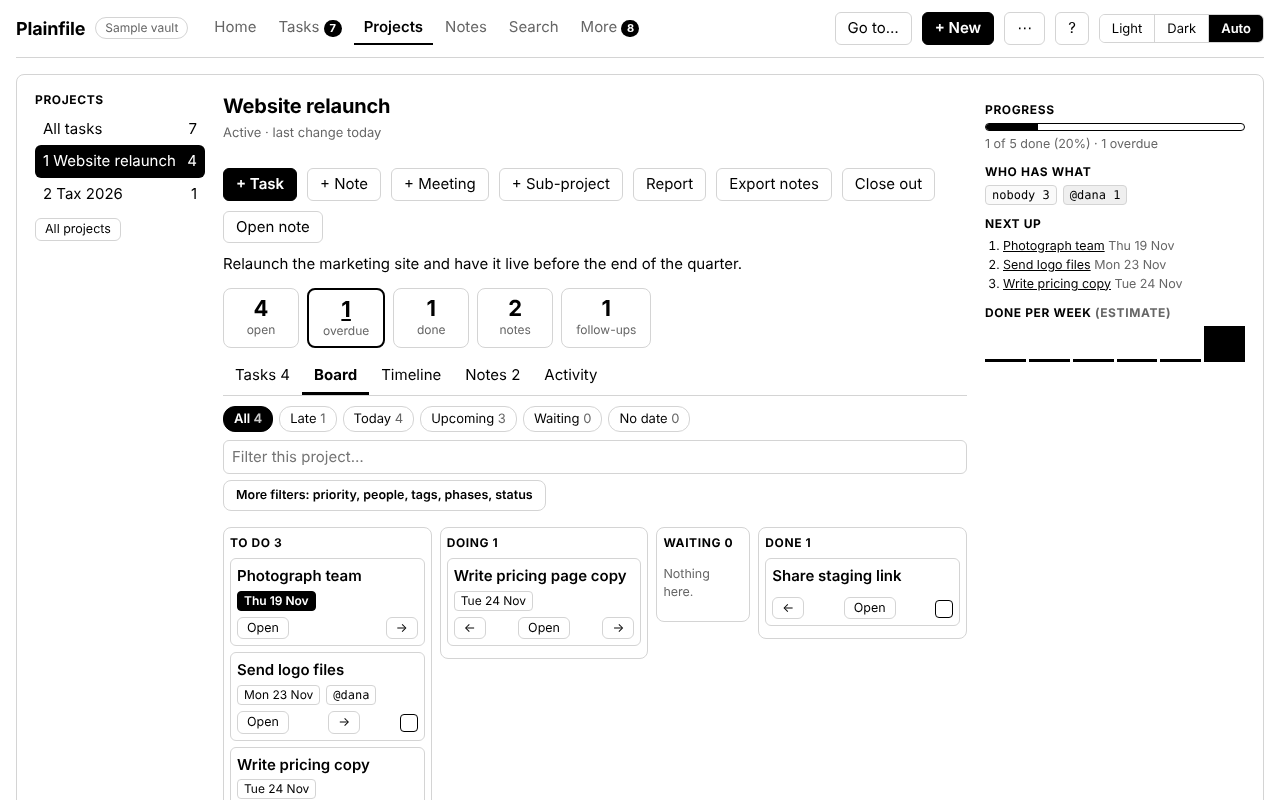 Plainfile Sample vault Home Tasks 7 Projects Notes Search More 8 Go to... + New ··· ? Light Dark Auto
PROJECTS
All tasks 7
1 Website relaunch 4
2 Tax 2026 1
All projects
Website relaunch
Active · last change today
+ Task + Note + Meeting + Sub-project Report Export notes Close out
Open note
Relaunch the marketing site and have it live before the end of the quarter.
4 open
1 overdue
1 done
2 notes
1 follow-ups
Tasks 4 Board Timeline Notes 2 Activity
All 4 Late 1 Today 4 Upcoming 3 Waiting 0 No date 0
Filter this project...
More filters: priority, people, tags, phases, status
TO DO 3
Photograph team
Thu 19 Nov
Open →
Send logo files
Mon 23 Nov @dana
Open →
Write pricing copy
Tue 24 Nov
DOING 1
Write pricing page copy
Tue 24 Nov
← Open →
WAITING 0
Nothing
here.
DONE 1
Share staging link
← Open
PROGRESS
1 of 5 done (20%) · 1 overdue
WHO HAS WHAT
nobody 3 @dana 1
NEXT UP
1. Photograph team Thu 19 Nov
2. Send logo files Mon 23 Nov
3. Write pricing copy Tue 24 Nov
DONE PER WEEK (ESTIMATE)